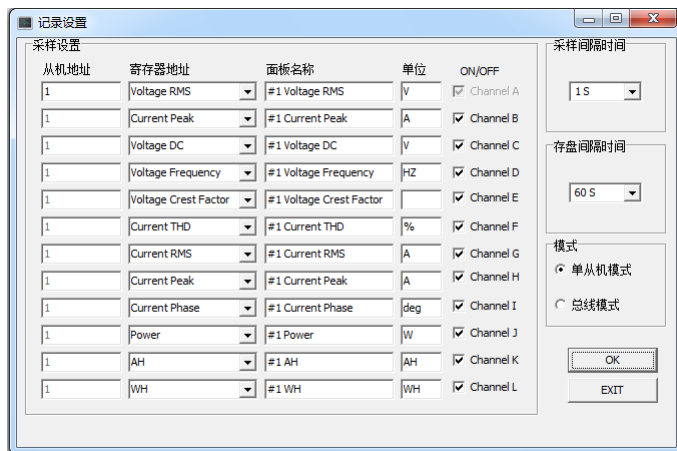 记录设置
采样设置
从机地址 寄存器地址 面板名称 单位 ON/OFF
1 Voltage RMS #1 Voltage RMS V Channel A
1 Current Peak #1 Current Peak A Channel B
1 Voltage DC #1 Voltage DC V Channel C
1 Voltage Frequency #1 Voltage Frequency HZ Channel D
1 Voltage Crest Factor #1 Voltage Crest Factor Channel E
1 Current THD #1 Current THD % Channel F
1 Current RMS #1 Current RMS A Channel G
1 Current Peak #1 Current Peak A Channel H
1 Current Phase #1 Current Phase deg Channel I
1 Power #1 Power W Channel J
1 AH #1 AH AH Channel K
1 WH #1 WH WH Channel L
采样间隔时间
1 S
存盘间隔时间
60 S
模式
单从机模式
总线模式
OK
EXIT